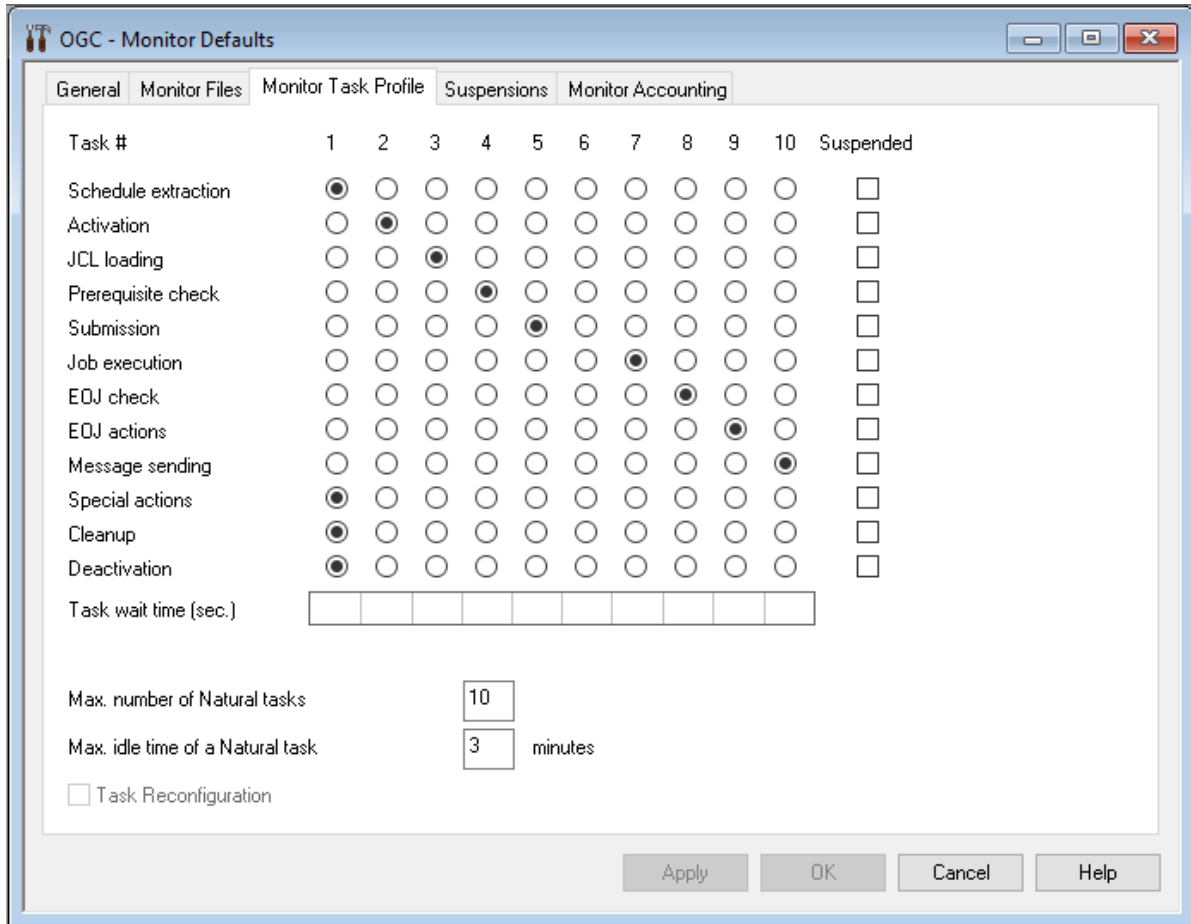 OGC - Monitor Defaults
General Monitor Files Monitor Task Profile Suspensions Monitor Accounting
Task # 1 2 3 4 5 6 7 8 9 10 Suspended
Schedule extraction
Activation
JCL loading
Prerequisite check
Submission
Job execution
EOJ check
EOJ actions
Message sending
Special actions
Cleanup
Deactivation
Task wait time (sec.)
Max. number of Natural tasks 10
Max. idle time of a Natural task 3 minutes
Task Reconfiguration
Apply OK Cancel Help